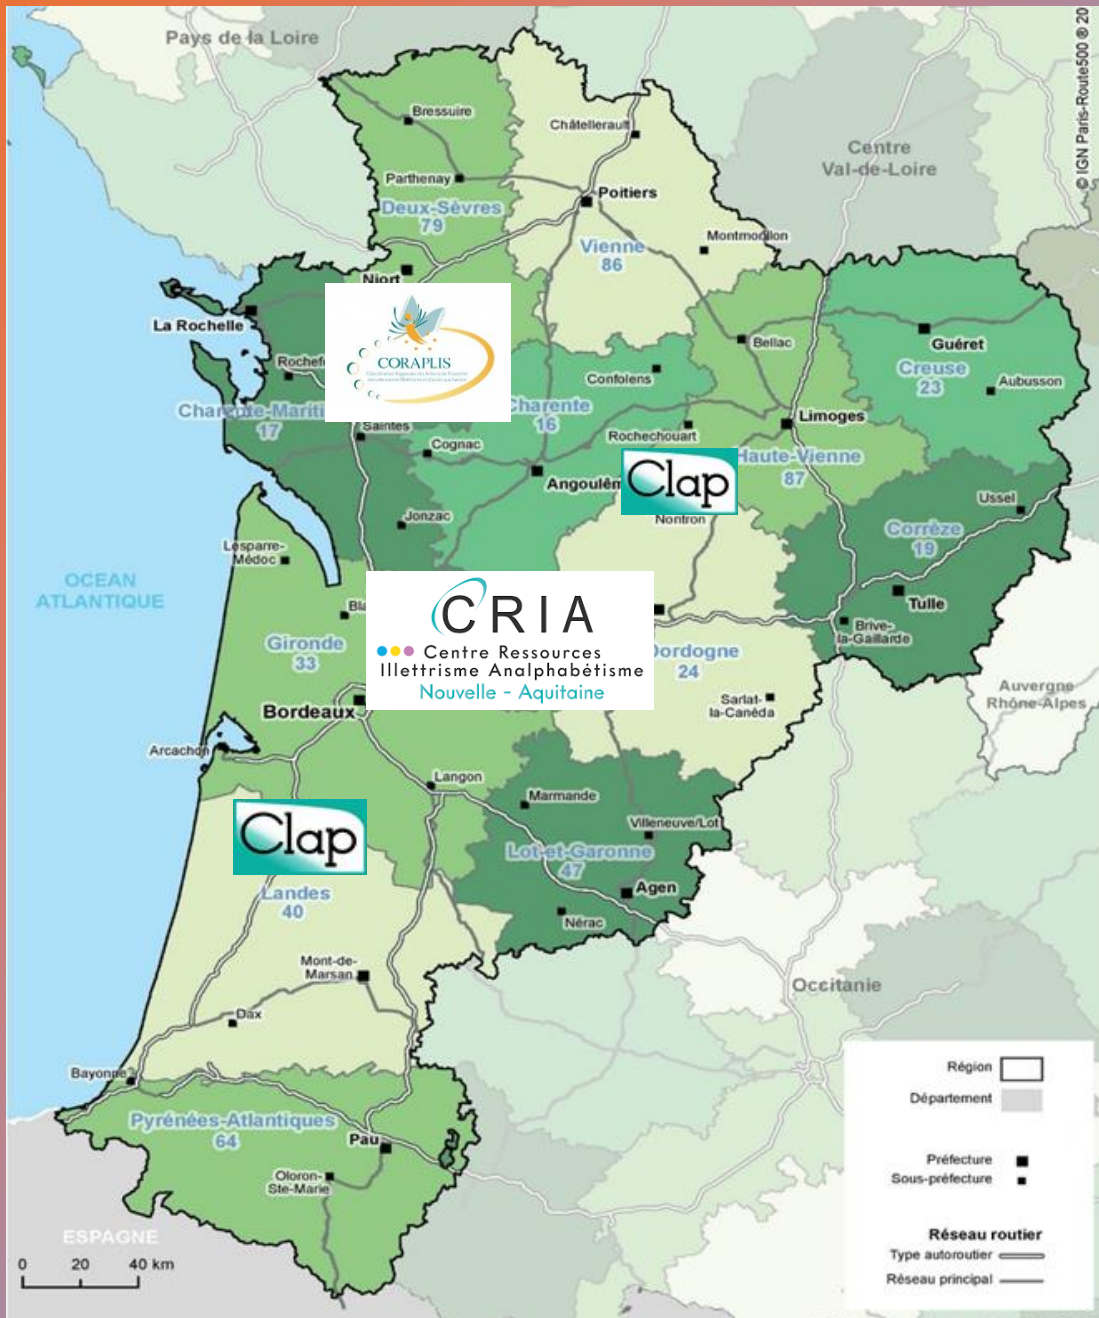 Pays de la Loire
© IGN Paris-Route500 ® 20
Bressuire
Châtellerault
Centre
Val-de-Loire
Parthenay
Poitiers
Deux-Sèvres
79
Montmorillon
Vienne
86
Niort
La Rochelle
CORAPLIS
Bellac
Guéret
Creuse
23
Aubusson
Rochef
Confolens
Charente-Mariti
17
Charente
16
Limoges
Saintes
Cognac
Rochechouart
Haute-Vienne
87
Angoulêm
Clap
Nontron
Ussel
Corrèze
19
Jonzac
Lesparre-
Médoc
OCEAN
ATLANTIQUE
Tulle
Bla
CRIA
Centre Ressources
Illettrisme Analphabétisme
Nouvelle - Aquitaine
Brive-
la-Gaillarde
Gironde
33
Dordogne
24
Sarlat-
la-Canéda
Auvergne
Rhône-Alpes
Bordeaux
Arcachon
Langon
Marmande
Villeneuve/Lot
Clap
Lot-et-Garonne
47
Agen
Landes
40
Nérac
Mont-de-
Marsan
Occitanie
Dax
Bayonne
Pyrénées-Atlantiques
64
Pau
Oloron-
Ste-Marie
ESPAGNE
0 20 40 km
Région
Département
Préfecture
Sous-préfecture
Réseau routier
Type autoroutier
Réseau principal